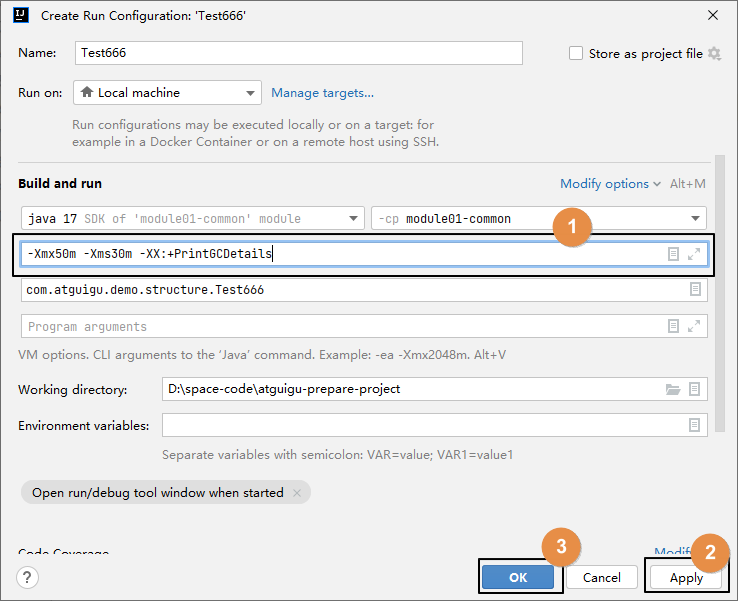 Create Run Configuration: 'Test666'
Name: Test666 Store as project file
Run on: Local machine Manage targets...
Run configurations may be executed locally or on a target: for
example in a Docker Container or on a remote host using SSH.
Build and run Modify options Alt+M
java 17 SDK of 'module01-common' module -cp module01-common
1
-Xmx50m -Xms30m -XX:+PrintGCDetails
com.atguigu.demo.structure.Test666
Program arguments
VM options. CLI arguments to the 'Java' command. Example: -ea -Xmx2048m. Alt+V
Working directory: D:\space-code\atguigu-prepare-project
Environment variables:
Separate variables with semicolon: VAR=value; VAR1=value1
Open run/debug tool window when started
Code Coverage
3 2
? OK Cancel Apply